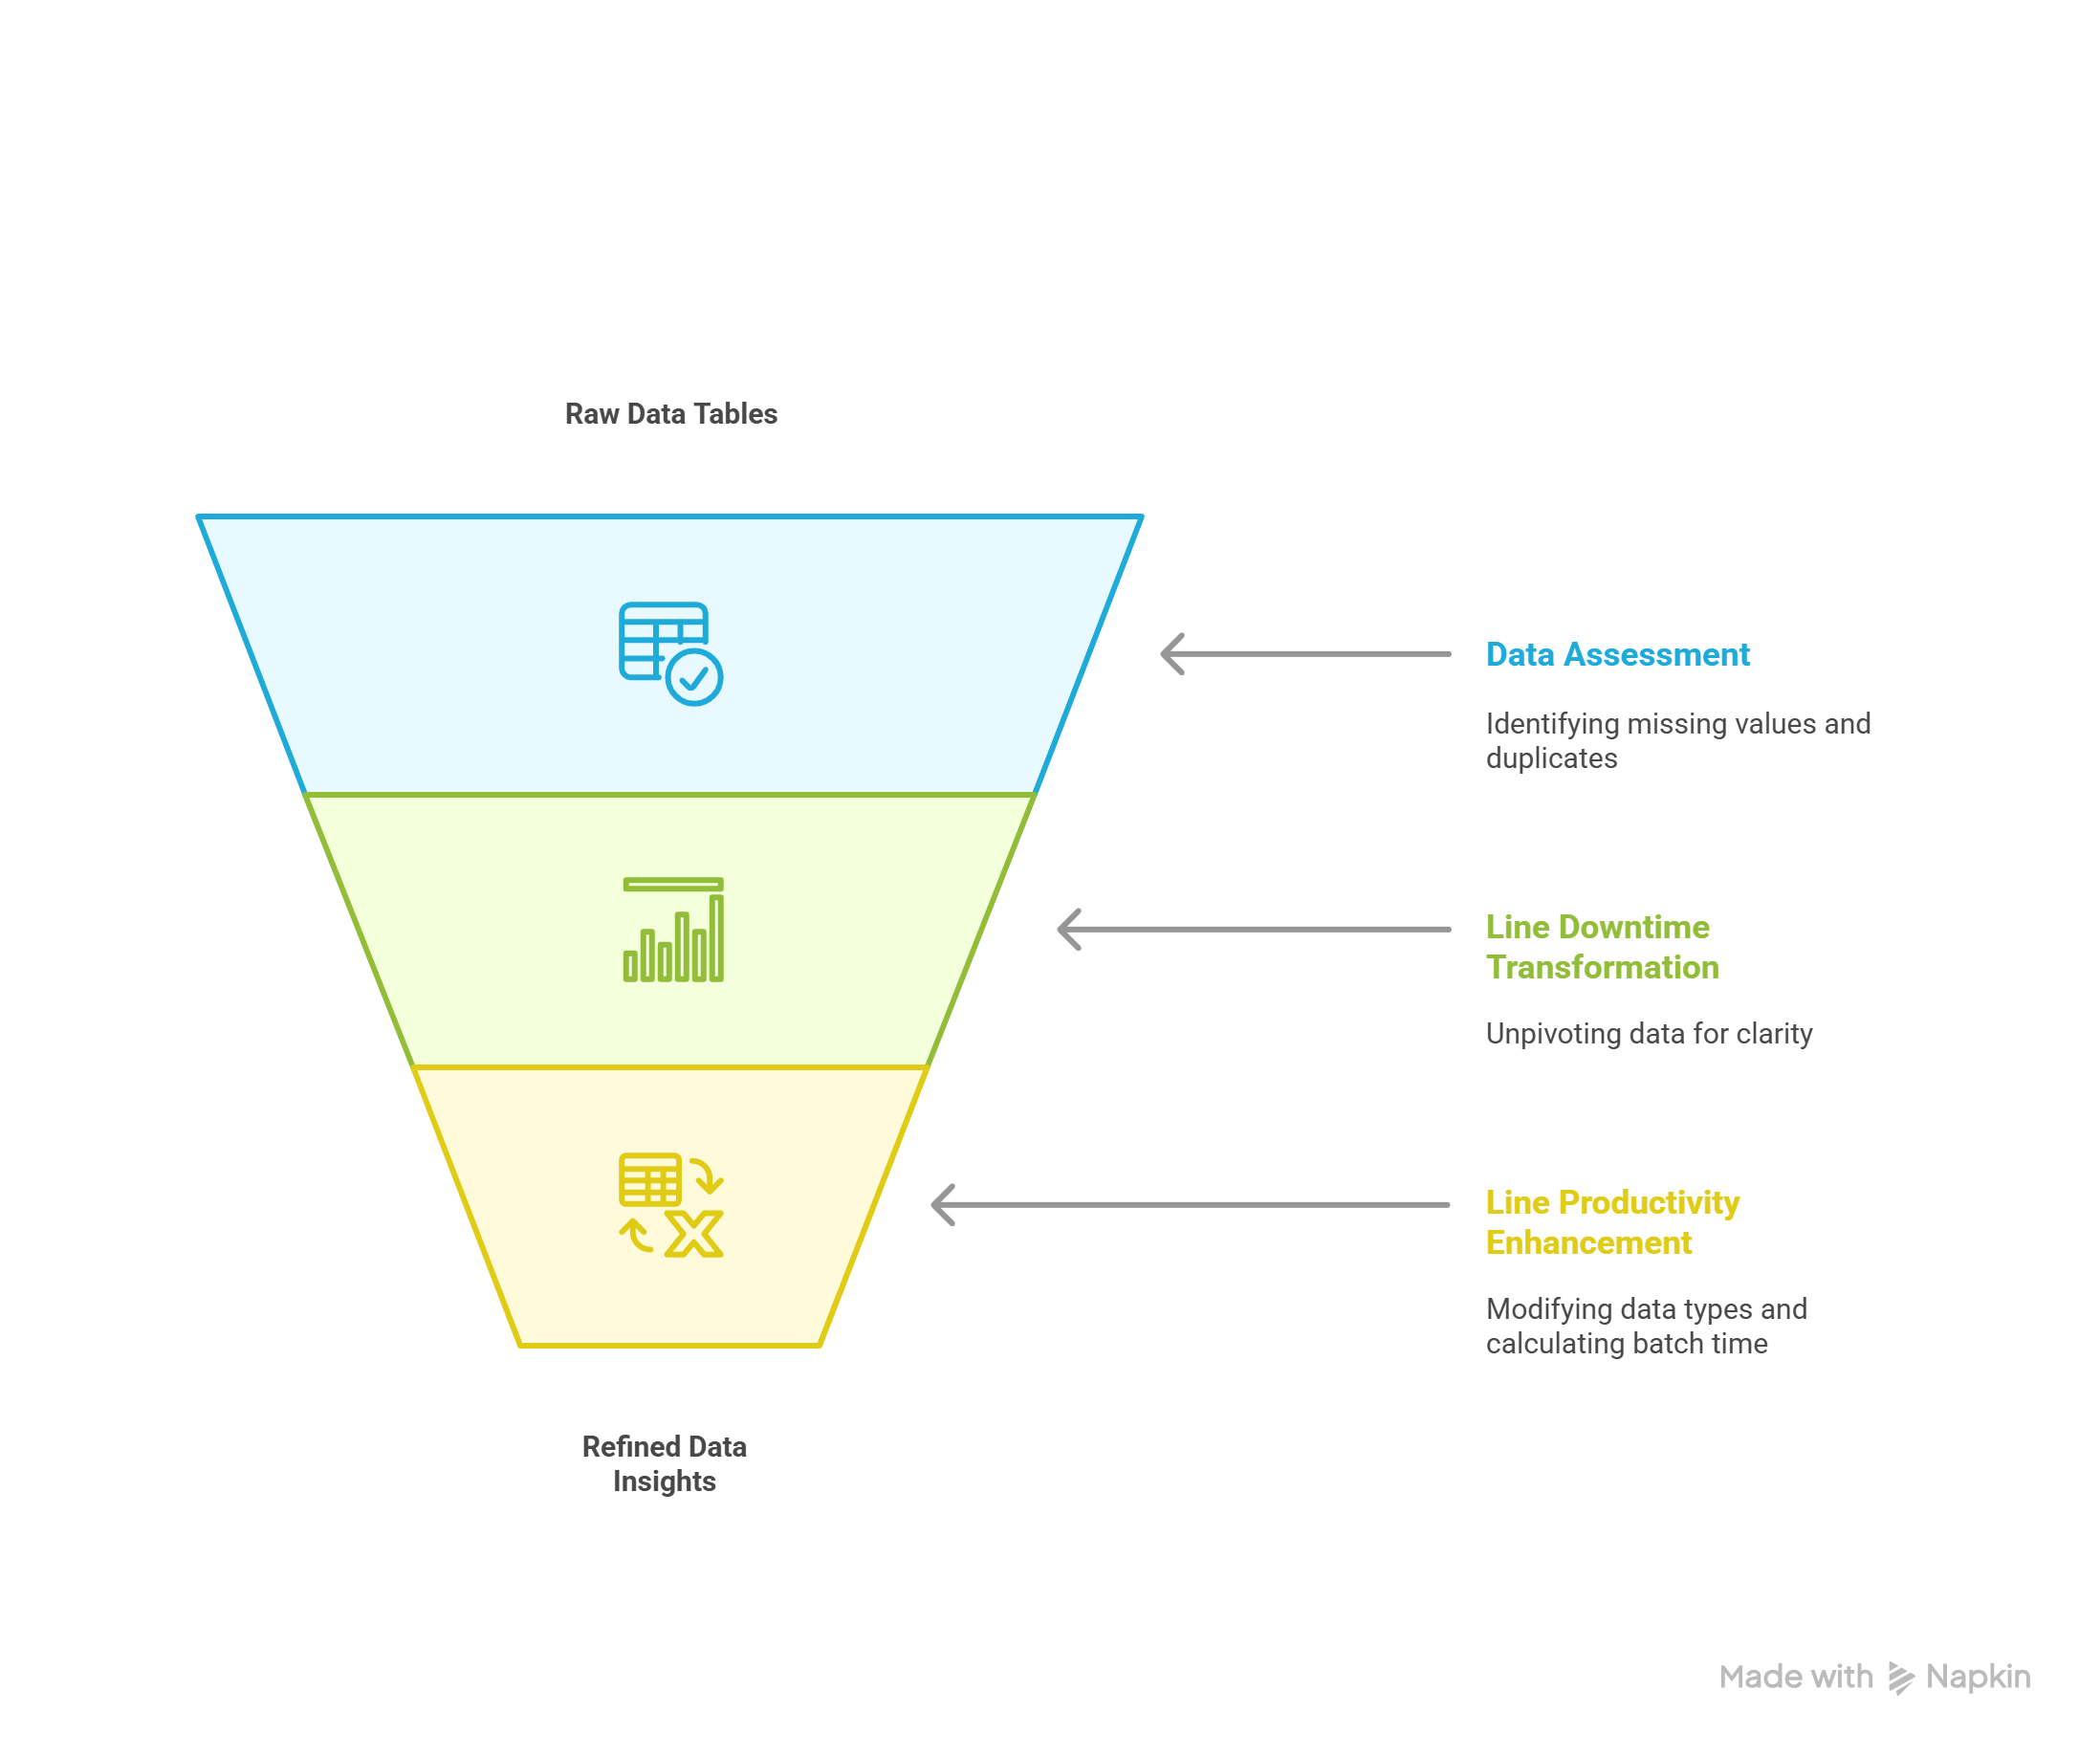 Raw Data Tables
Data Assessment
Identifying missing values and
duplicates
Line Downtime
Transformation
Unpivoting data for clarity
Line Productivity
Enhancement
Modifying data types and
calculating batch time
Refined Data
Insights
Made with Napkin